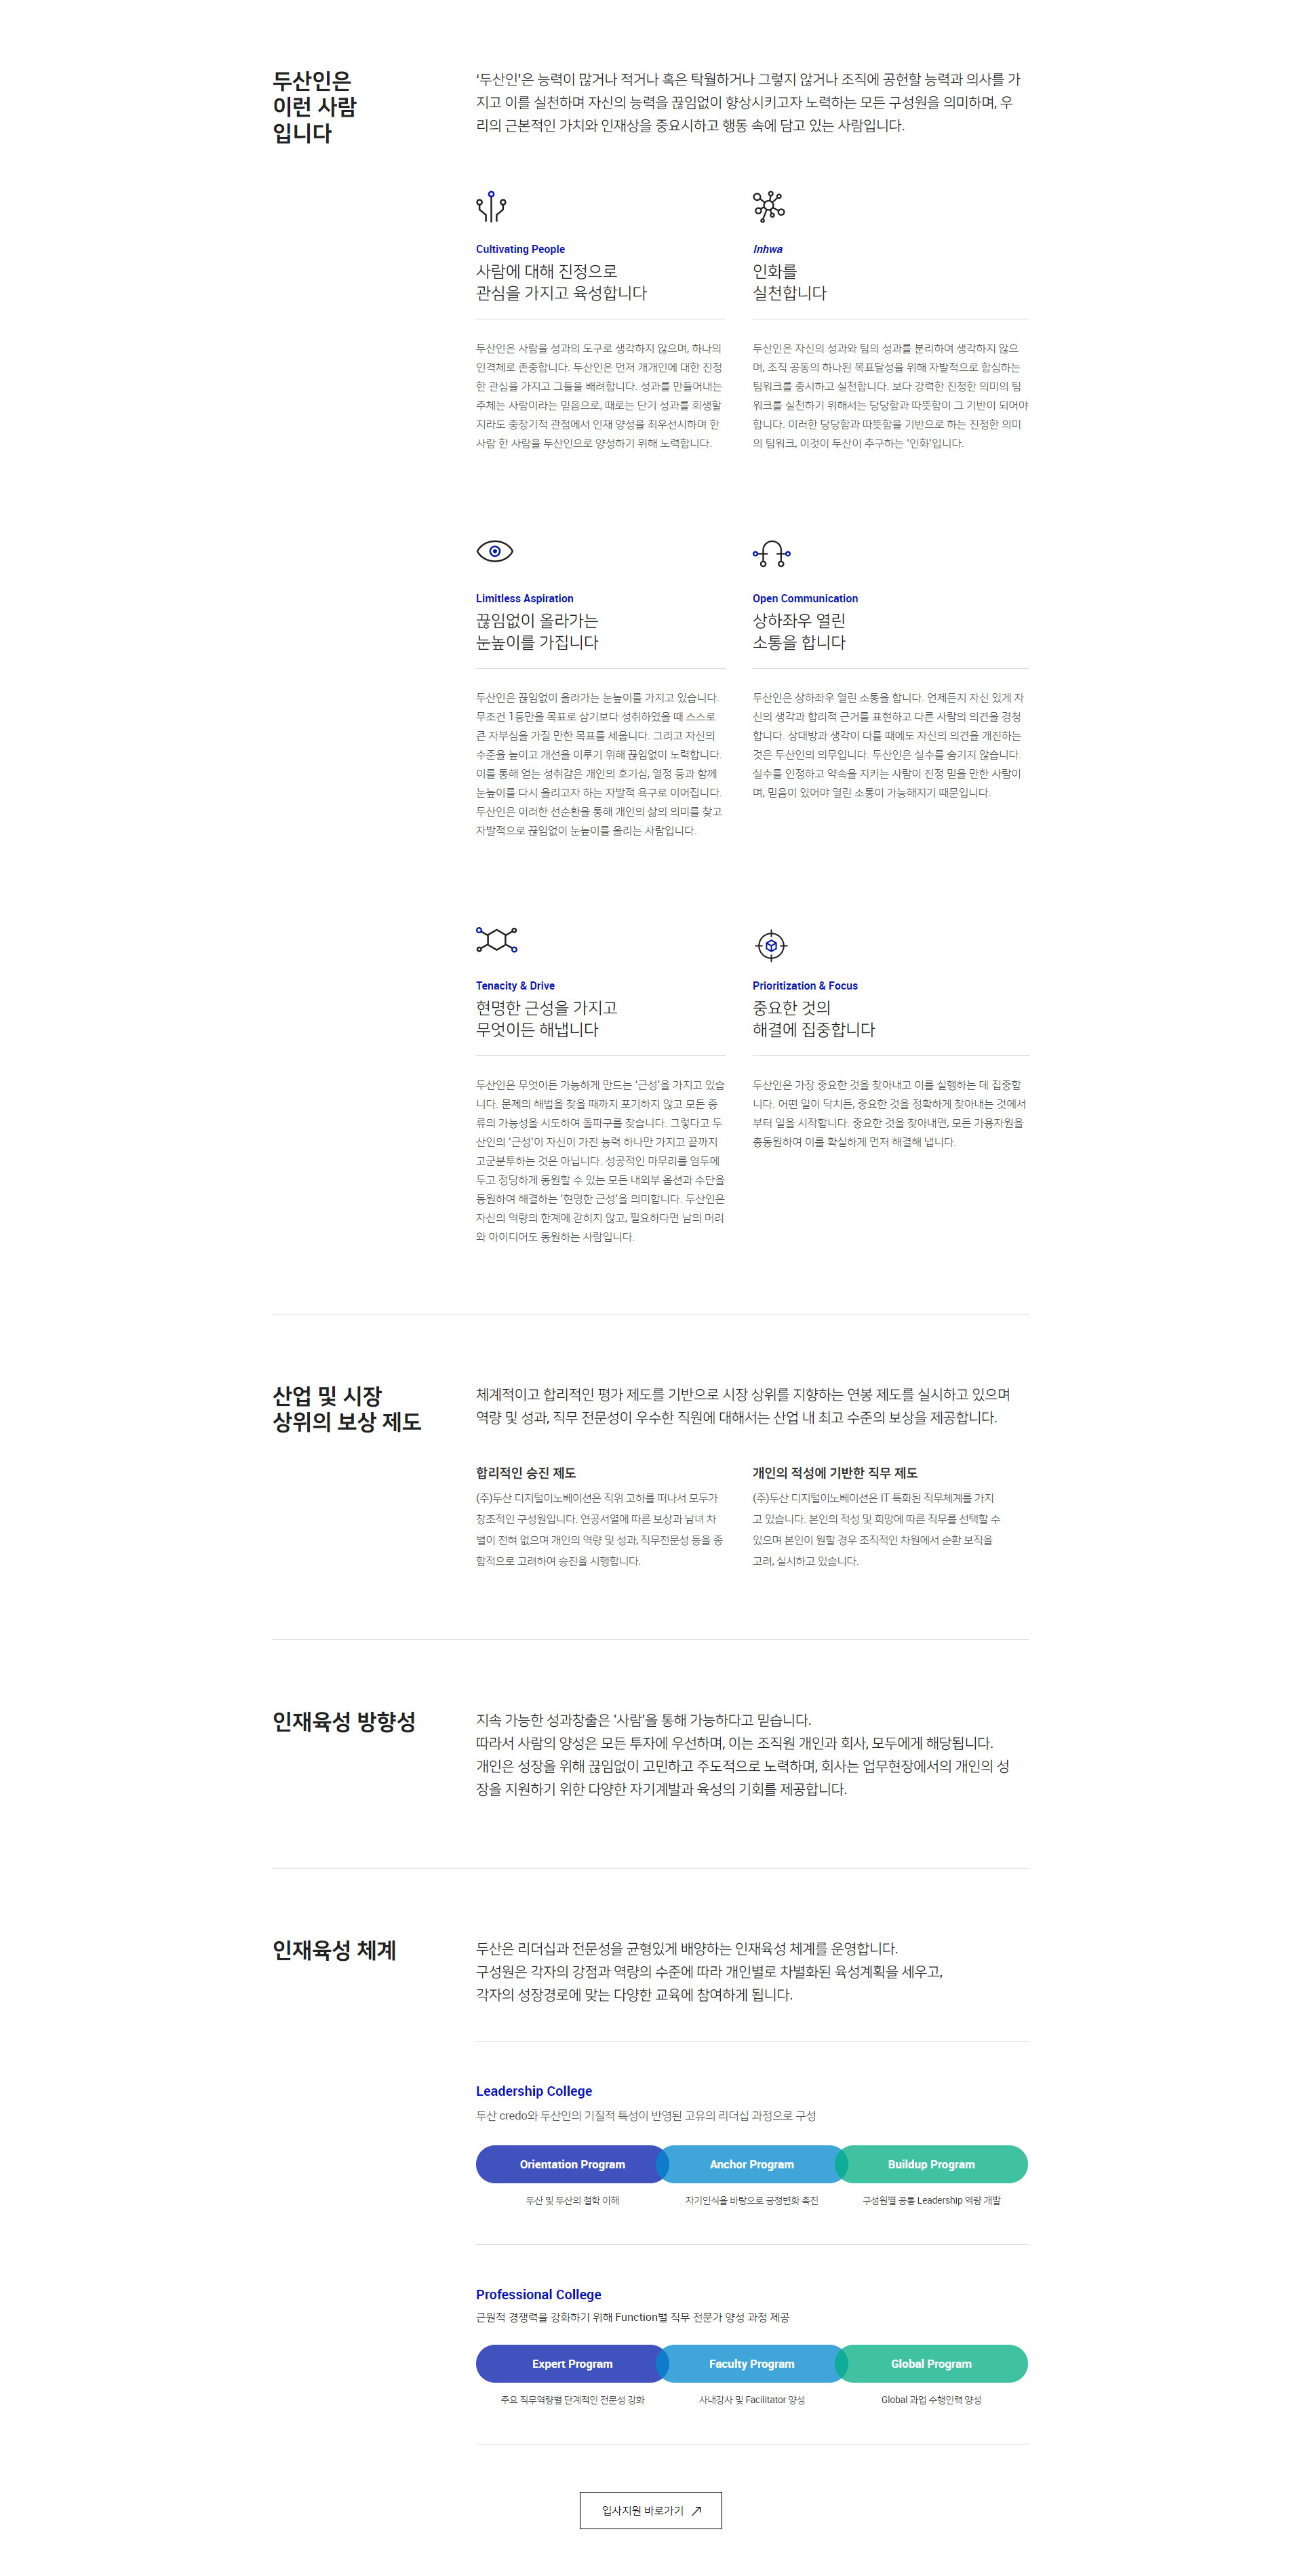 두산인은
이런 사람
입니다
'두산인'은 능력이 많거나 적거나 혹은 탁월하거나 그렇지 않거나 조직에 공헌할 능력과 의사를 가
지고 이를 실천하며 자신의 능력을 끊임없이 향상시키고자 노력하는 모든 구성원을 의미하며, 우
리의 근본적인 가치와 인재상을 중요시하고 행동 속에 담고 있는 사람입니다.
Cultivating People
사람에 대해 진정으로
관심을 가지고 육성합니다
두산인은 사람을 성과의 도구로 생각하지 않으며, 하나의
인격체로 존중합니다. 두산인은 먼저 개개인에 대한 진정
한 관심을 가지고 그들을 배려합니다. 성과를 만들어내는
주체는 사람이라는 믿음으로, 때로는 단기 성과를 희생할
지라도 중장기적 관점에서 인재 양성을 최우선시하며 한
사람 한 사람을 두산인으로 양성하기 위해 노력합니다.
Inhwa
인화를
실천합니다
두산인은 자신의 성과와 팀의 성과를 분리하여 생각하지 않으
며, 조직 공동의 하나된 목표달성을 위해 자발적으로 합심하는
팀워크를 중시하고 실천합니다. 보다 강력한 진정한 의미의 팀
워크를 실천하기 위해서는 당당함과 따뜻함이 그 기반이 되어야
합니다. 이러한 당당함과 따뜻함을 기반으로 하는 진정한 의미
의 팀워크, 이것이 두산이 추구하는 '인화'입니다.
Limitless Aspiration
끊임없이 올라가는
눈높이를 가집니다
두산인은 끊임없이 올라가는 눈높이를 가지고 있습니다.
무조건 1등만을 목표로 삼기보다 성취하였을 때 스스로
큰 자부심을 가질 만한 목표를 세웁니다. 그리고 자신의
수준을 높이고 개선을 이루기 위해 끊임없이 노력합니다.
이를 통해 얻는 성취감은 개인의 호기심, 열정 등과 함께
눈높이를 다시 올리고자 하는 자발적 욕구로 이어집니다.
두산인은 이러한 선순환을 통해 개인의 삶의 의미를 찾고
자발적으로 끊임없이 눈높이를 올리는 사람입니다.
Open Communication
상하좌우 열린
소통을 합니다
두산인은 상하좌우 열린 소통을 합니다. 언제든지 자신 있게 자
신의 생각과 합리적 근거를 표현하고 다른 사람의 의견을 경청
합니다. 상대방과 생각이 다를 때에도 자신의 의견을 개진하는
것은 두산인의 의무입니다. 두산인은 실수를 숨기지 않습니다.
실수를 인정하고 약속을 지키는 사람이 진정 믿을 만한 사람이
며, 믿음이 있어야 열린 소통이 가능해지기 때문입니다.
Tenacity & Drive
현명한 근성을 가지고
무엇이든 해냅니다
두산인은 무엇이든 가능하게 만드는 '근성'을 가지고 있습
니다. 문제의 해법을 찾을 때까지 포기하지 않고 모든 종
류의 가능성을 시도하여 돌파구를 찾습니다. 그렇다고 두
산인의 '근성'이 자신이 가진 능력 하나만 가지고 끝까지
고군분투하는 것은 아닙니다. 성공적인 마무리를 염두에
두고 정당하게 동원할 수 있는 모든 내외부 옵션과 수단을
동원하여 해결하는 '현명한 근성'을 의미합니다. 두산인은
자신의 역량의 한계에 갇히지 않고, 필요하다면 남의 머리
와 아이디어도 동원하는 사람입니다.
Prioritization & Focus
중요한 것의
해결에 집중합니다
두산인은 가장 중요한 것을 찾아내고 이를 실행하는 데 집중합
니다. 어떤 일이 닥치든, 중요한 것을 정확하게 찾아내는 것에서
부터 일을 시작합니다. 중요한 것을 찾아내면, 모든 가용자원을
총동원하여 이를 확실하게 먼저 해결해 냅니다.
산업 및 시장
상위의 보상 제도
체계적이고 합리적인 평가 제도를 기반으로 시장 상위를 지향하는 연봉 제도를 실시하고 있으며
역량 및 성과, 직무 전문성이 우수한 직원에 대해서는 산업 내 최고 수준의 보상을 제공합니다.
합리적인 승진 제도
(주)두산 디지털이노베이션은 직위 고하를 떠나서 모두가
창조적인 구성원입니다. 연공서열에 따른 보상과 남녀 차
별이 전혀 없으며 개인의 역량 및 성과, 직무전문성 등을 종
합적으로 고려하여 승진을 시행합니다.
개인의 적성에 기반한 직무 제도
(주)두산 디지털이노베이션은 IT 특화된 직무체계를 가지
고 있습니다. 본인의 적성 및 희망에 따른 직무를 선택할 수
있으며 본인이 원할 경우 조직적인 차원에서 순환 보직을
고려, 실시하고 있습니다.
인재육성 방향성
지속 가능한 성과창출은 '사람'을 통해 가능하다고 믿습니다.
따라서 사람의 양성은 모든 투자에 우선하며, 이는 조직원 개인과 회사, 모두에게 해당됩니다.
개인은 성장을 위해 끊임없이 고민하고 주도적으로 노력하며, 회사는 업무현장에서의 개인의 성
장을 지원하기 위한 다양한 자기계발과 육성의 기회를 제공합니다.
인재육성 체계
두산은 리더십과 전문성을 균형있게 배양하는 인재육성 체계를 운영합니다.
구성원은 각자의 강점과 역량의 수준에 따라 개인별로 차별화된 육성계획을 세우고,
각자의 성장경로에 맞는 다양한 교육에 참여하게 됩니다.
Leadership College
두산 credo와 두산인의 기질적 특성이 반영된 고유의 리더십 과정으로 구성
Orientation Program
Anchor Program
Buildup Program
두산 및 두산의 철학 이해
자기인식을 바탕으로 긍정변화 촉진
구성원별 공통 Leadership 역량 개발
Professional College
근원적 경쟁력을 강화하기 위해 Function별 직무 전문가 양성 과정 제공
Expert Program
Faculty Program
Global Program
주요 직무역량별 단계적인 전문성 강화
사내강사 및 Facilitator 양성
Global 과업 수행인력 양성
입사지원 바로가기